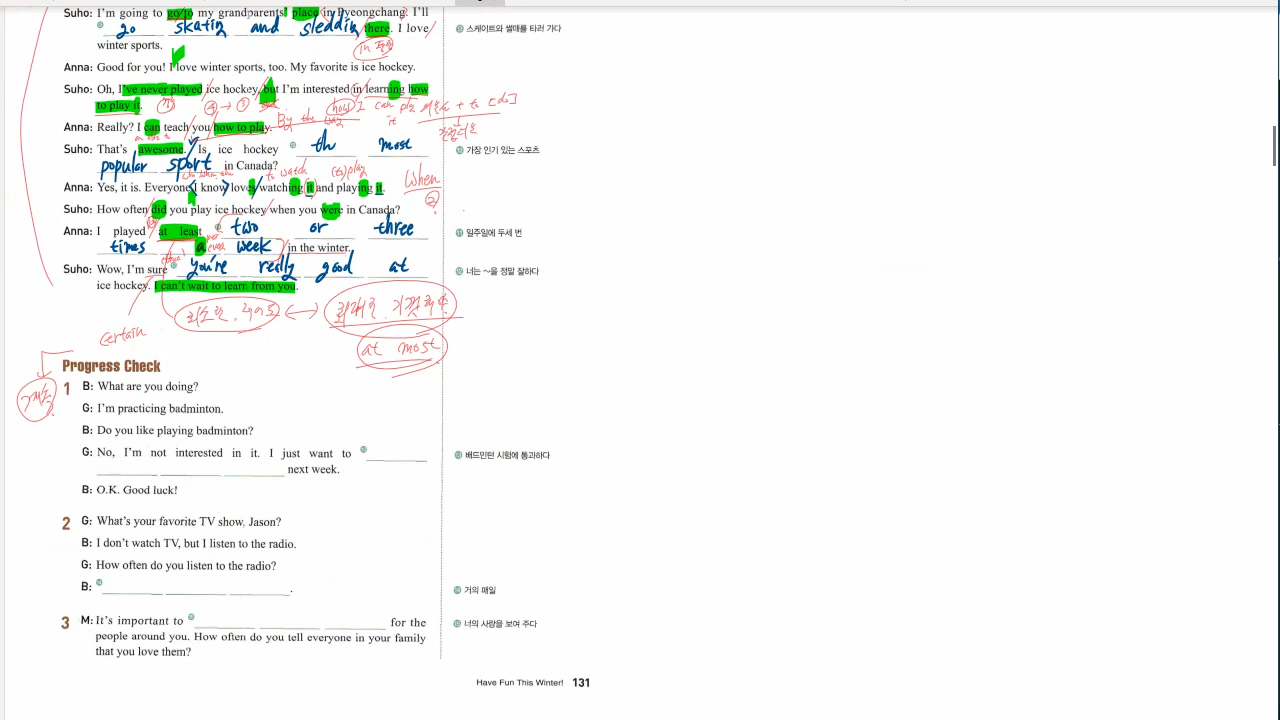 Suho: I'm going to go to my grandparents' place in Pyeongchang. I'll
go skating and sledding there. I love
스케이트와 썰매를 타러 가다
winter sports.
Anna: Good for you! I love winter sports, too. My favorite is ice hockey.
Suho: Oh, I've never played ice hockey, but I'm interested in learning how
to play it.
how I can play it
By the way
Anna: Really? I can teach you how to play.
Suho: That's awesome. Is ice hockey th most
가장 인기 있는 스포츠
popular sport in Canada?
to watch (to) play
Anna: Yes, it is. Everyone I know loves watching it and playing it.
When
Suho: How often did you play ice hockey when you were in Canada?
Anna: I played at least two or three
일주일에 두세 번
times a week in the winter.
Suho: Wow, I'm sure you're really good at
너는 ~을 정말 잘하다
ice hockey. I can't wait to learn from you.
certain
at most
Progress Check
1 B: What are you doing?
G: I'm practicing badminton.
B: Do you like playing badminton?
G: No, I'm not interested in it. I just want to
배드민턴 시험에 통과하다
next week.
B: O.K. Good luck!
2 G: What's your favorite TV show, Jason?
B: I don't watch TV, but I listen to the radio.
G: How often do you listen to the radio?
B: .
거의 매일
3 M: It's important to for the
너의 사랑을 보여 주다
people around you. How often do you tell everyone in your family
that you love them?
Have Fun This Winter! 131